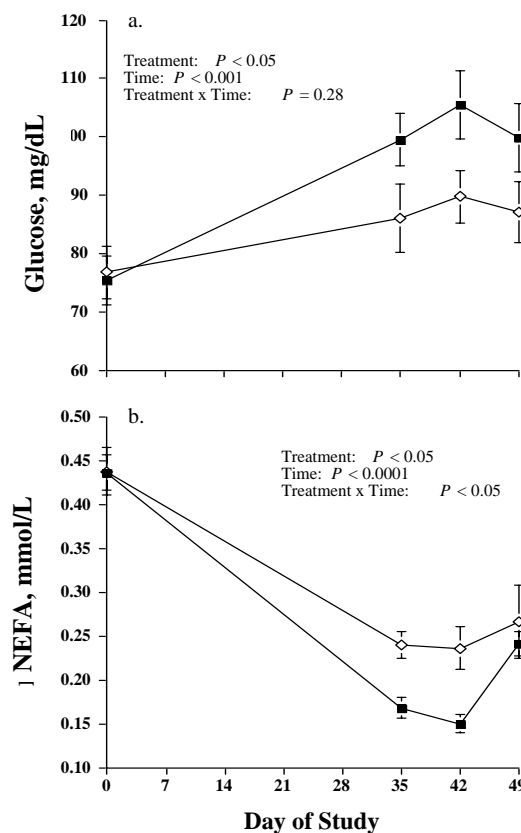 a.
120
110
00
90
80
70
60
Glucose, mg/dL
Treatment: P < 0.05
Time: P < 0.001
Treatment x Time: P = 0.28
b.
0.50
0.45
0.40
0.35
0.30
0.25
0.20
0.15
0.10
] NEFA, mmol/L
Treatment: P < 0.05
Time: P < 0.0001
Treatment x Time: P < 0.05
0 7 14 21 28 35 42 49
Day of Study